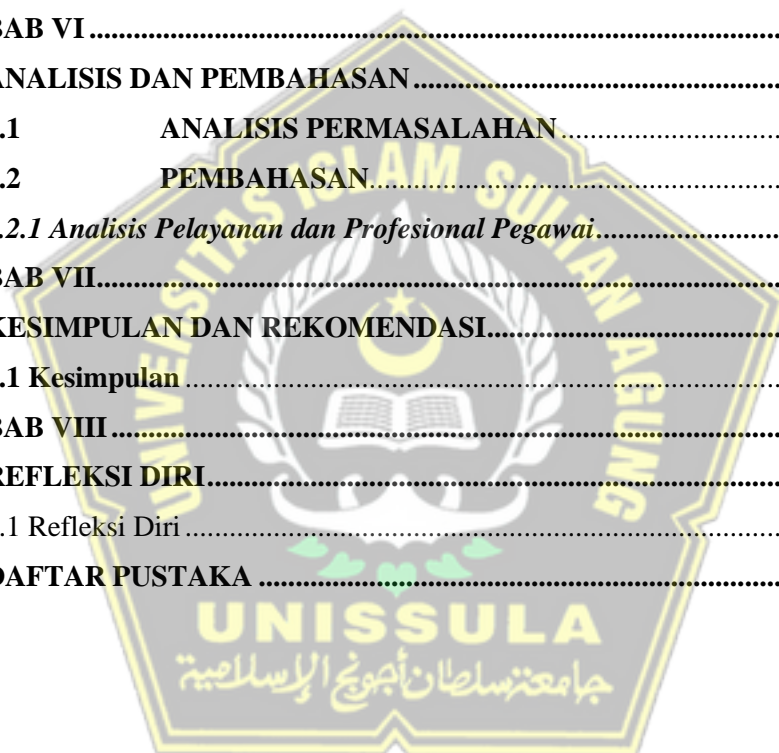 BAB VI
ANALISIS DAN PEMBAHASAN
.1 ANALISIS PERMASALAHAN
.2 PEMBAHASAN
.2.1 Analisis Pelayanan dan Profesional Pegawai
BAB VII
KESIMPULAN DAN REKOMENDASI
.1 Kesimpulan
BAB VIII
REFLEKSI DIRI
.1 Refleksi Diri
DAFTAR PUSTAKA
UNIVERSITAS ISLAM SULTAN AGUNG
UNISSULA
جامعتنسلطان أجونج الإسلامية